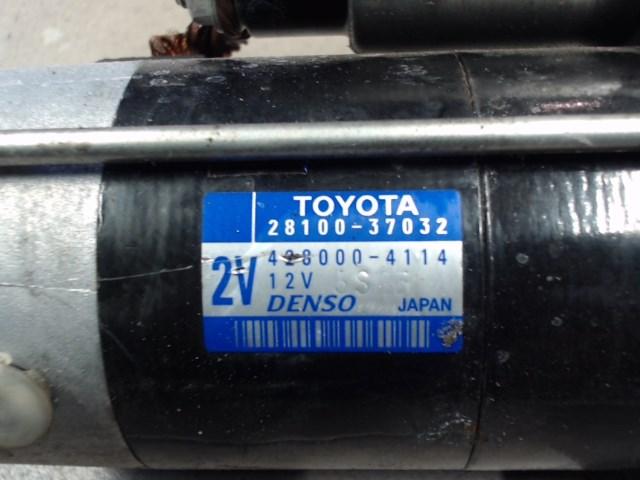 TOYOTA
28100-37032
2V
428000-4114
12V
DENSO JAPAN